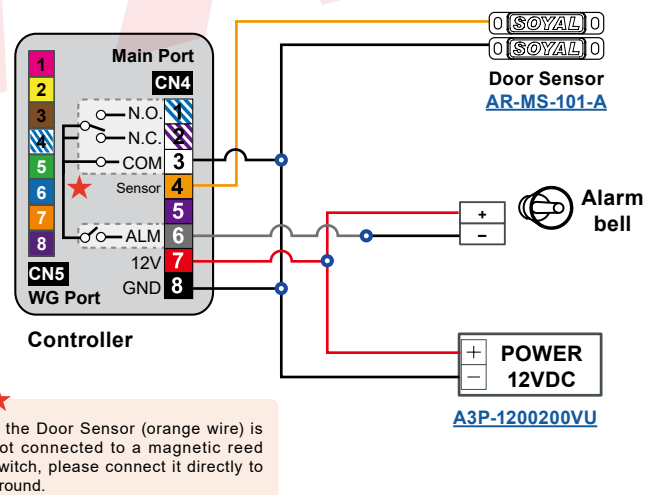 Main Port
CN4
1 N.O. 1
2 N.C. 2
3 COM 3
4 Sensor 4
5 5
6 ALM 6
7 12V 7
8 GND 8
CN5
WG Port
Controller
SOYAL
SOYAL
Door Sensor
AR-MS-101-A
+
−
Alarm
bell
+ POWER
− 12VDC
A3P-1200200VU
the Door Sensor (orange wire) is
ot connected to a magnetic reed
witch, please connect it directly to
round.